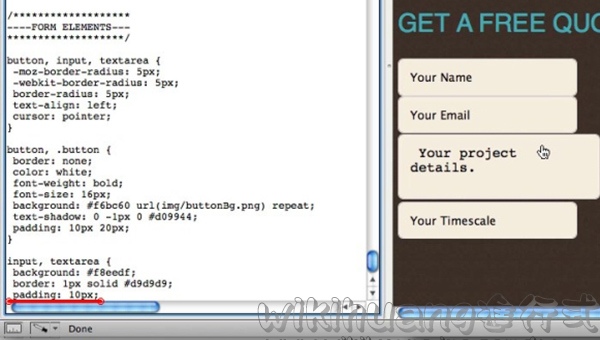 /*******************
----FORM ELEMENTS---
*******************/
button, input, textarea {
-moz-border-radius: 5px;
-webkit-border-radius: 5px;
border-radius: 5px;
text-align: left;
cursor: pointer;
}
button, .button {
border: none;
color: white;
font-weight: bold;
font-size: 16px;
background: #f6bc60 url(img/buttonBg.png) repeat;
text-shadow: 0 -1px 0 #d09944;
padding: 10px 20px;
}
input, textarea {
background: #f8eedf;
border: 1px solid #d9d9d9;
padding: 10px;
Done
GET A FREE QUO
Your Name
Your Email
Your project
details.
Your Timescale